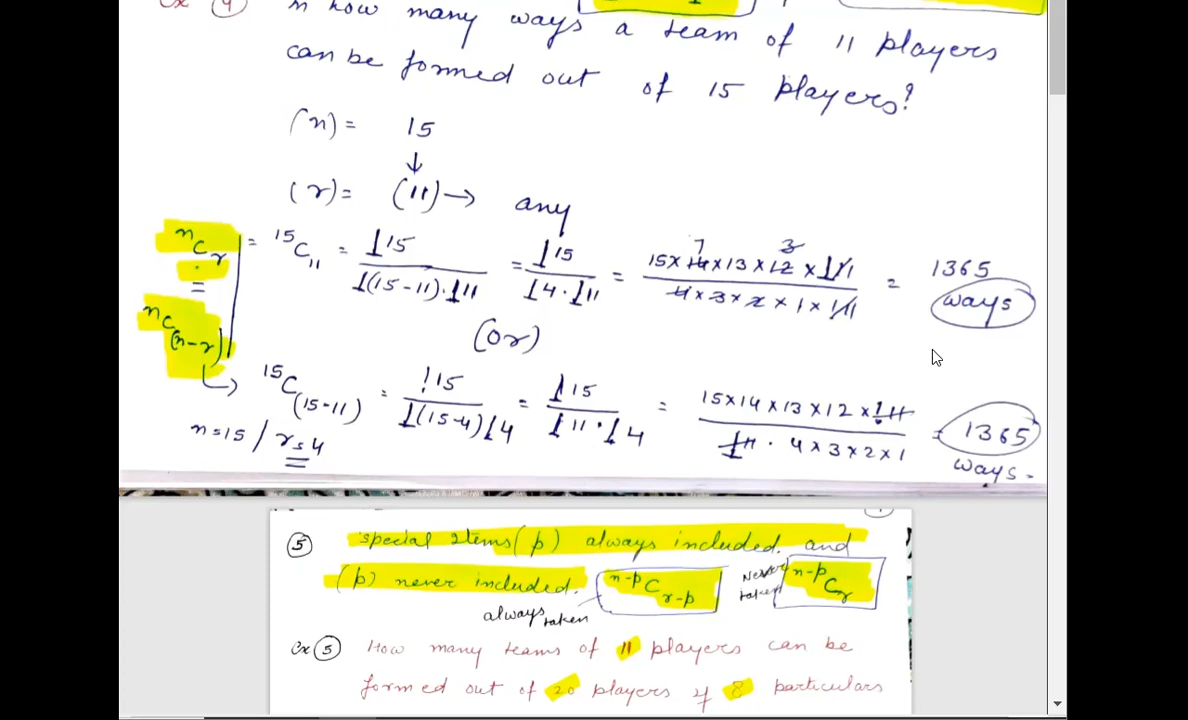 Ex (4) n how many ways a team of 11 players
can be formed out of 15 players?
(n) = 15
↓
(r) = (11) → any
nCr = 15C11 = ⌊15 / ⌊(15-11)·⌊11 = ⌊15 / ⌊4·⌊11 = 15×14×13×12×⌊11 / 4×3×2×1×⌊11 = 1365 ways
7 3
nC(n-r)
(or)
15C(15-11) = ⌊15 / ⌊(15-4)⌊4 = ⌊15 / ⌊11·⌊4 = 15×14×13×12×⌊11 / ⌊11·4×3×2×1 = 1365 ways-
n=15 / r=4
(5) special items (p) always included. and
(p) never included. n-pCr-p Never taken n-pCr
always taken
Ex (5) How many teams of 11 players can be
formed out of 20 players if 8 particulars